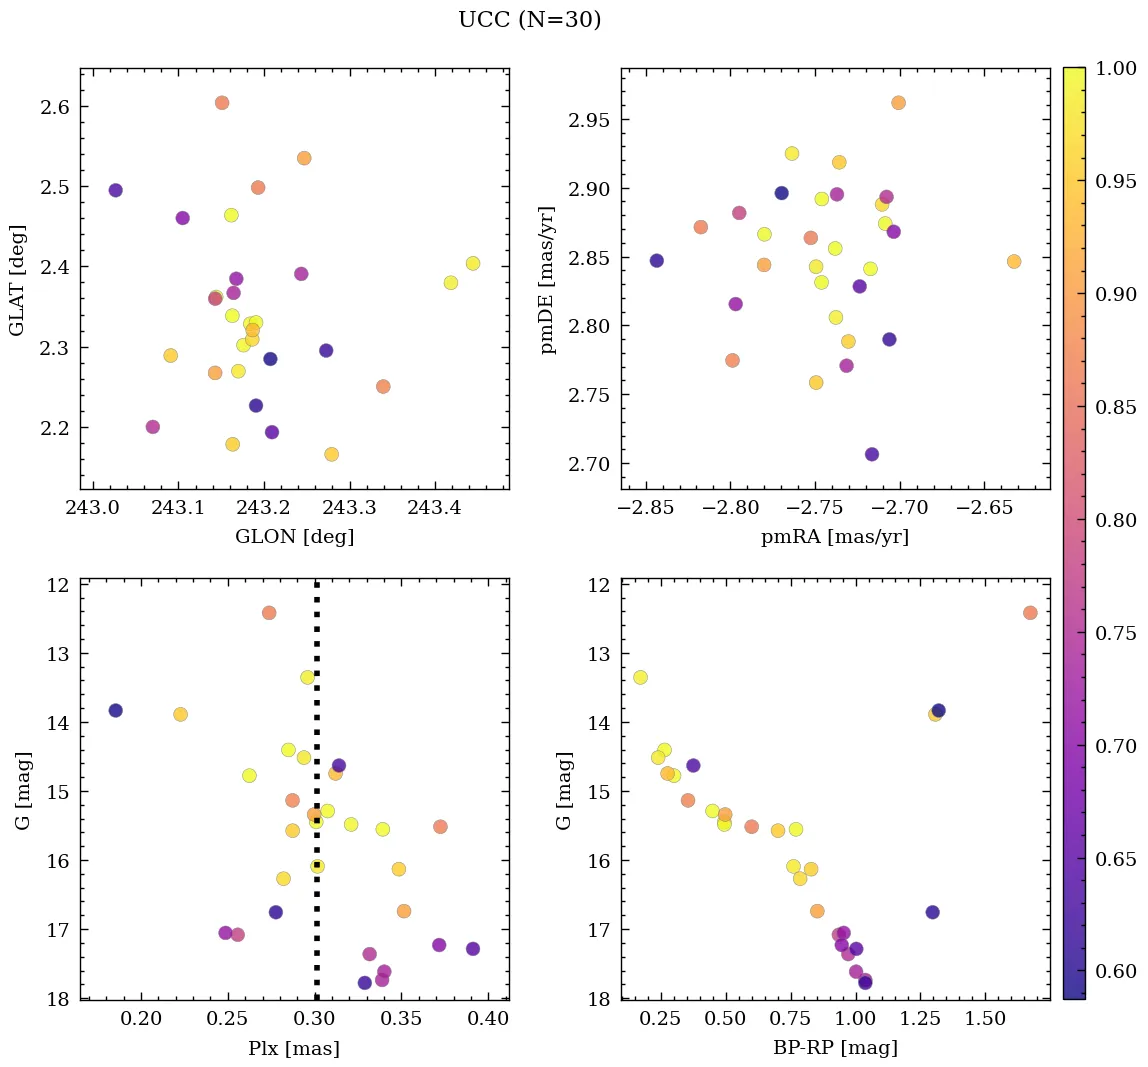 UCC (N=30)
2.6
2.5
2.4
2.3
2.2
GLAT [deg]
243.0 243.1 243.2 243.3 243.4
GLON [deg]
2.95
2.90
2.85
2.80
2.75
2.70
pmDE [mas/yr]
−2.85 −2.80 −2.75 −2.70 −2.65
pmRA [mas/yr]
12
13
14
15
16
17
18
G [mag]
0.20 0.25 0.30 0.35 0.40
Plx [mas]
12
13
14
15
16
17
18
G [mag]
0.25 0.50 0.75 1.00 1.25 1.50
BP-RP [mag]
1.00
0.95
0.90
0.85
0.80
0.75
0.70
0.65
0.60